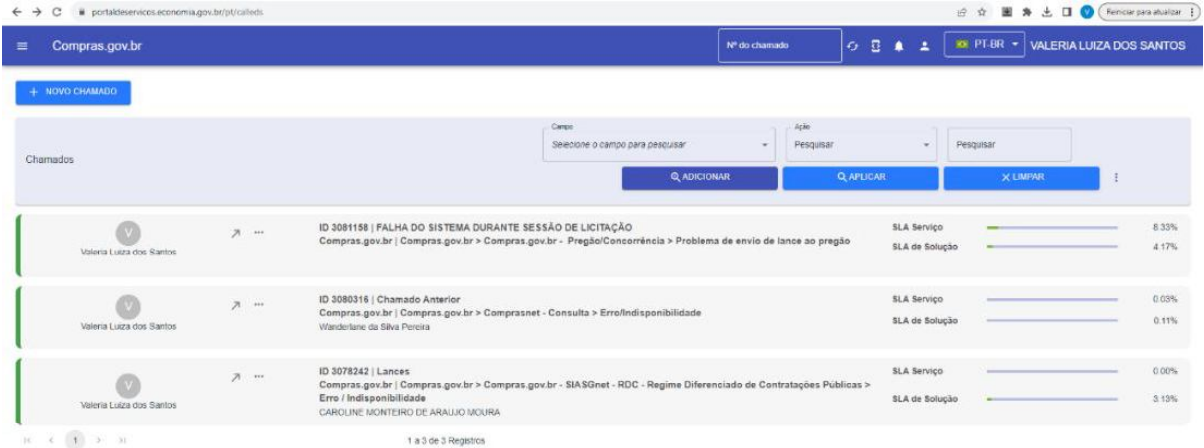 portaldeservicos.economia.gov.br/pt/calleds
V
Reiniciar para atualizar
Compras.gov.br
Nº do chamado
PT-BR
VALERIA LUIZA DOS SANTOS
+ NOVO CHAMADO
Chamados
Campo
Selecione o campo para pesquisar
Ação
Pesquisar
Pesquisar
ADICIONAR
APLICAR
LIMPAR
V
Valeria Luiza dos Santos
ID 3081158 | FALHA DO SISTEMA DURANTE SESSÃO DE LICITAÇÃO
Compras.gov.br | Compras.gov.br > Compras.gov.br - Pregão/Concorrência > Problema de envio de lance ao pregão
SLA Serviço
8.33%
SLA de Solução
4.17%
V
Valeria Luiza dos Santos
ID 3080316 | Chamado Anterior
Compras.gov.br | Compras.gov.br > Comprasnet - Consulta > Erro/Indisponibilidade
Wanderlane da Silva Pereira
SLA Serviço
0.03%
SLA de Solução
0.11%
V
Valeria Luiza dos Santos
ID 3078242 | Lances
Compras.gov.br | Compras.gov.br > Compras.gov.br - SIASGnet - RDC - Regime Diferenciado de Contratações Públicas >
Erro / Indisponibilidade
CAROLINE MONTEIRO DE ARAUJO MOURA
SLA Serviço
0.00%
SLA de Solução
3.13%
1
1 a 3 de 3 Registros